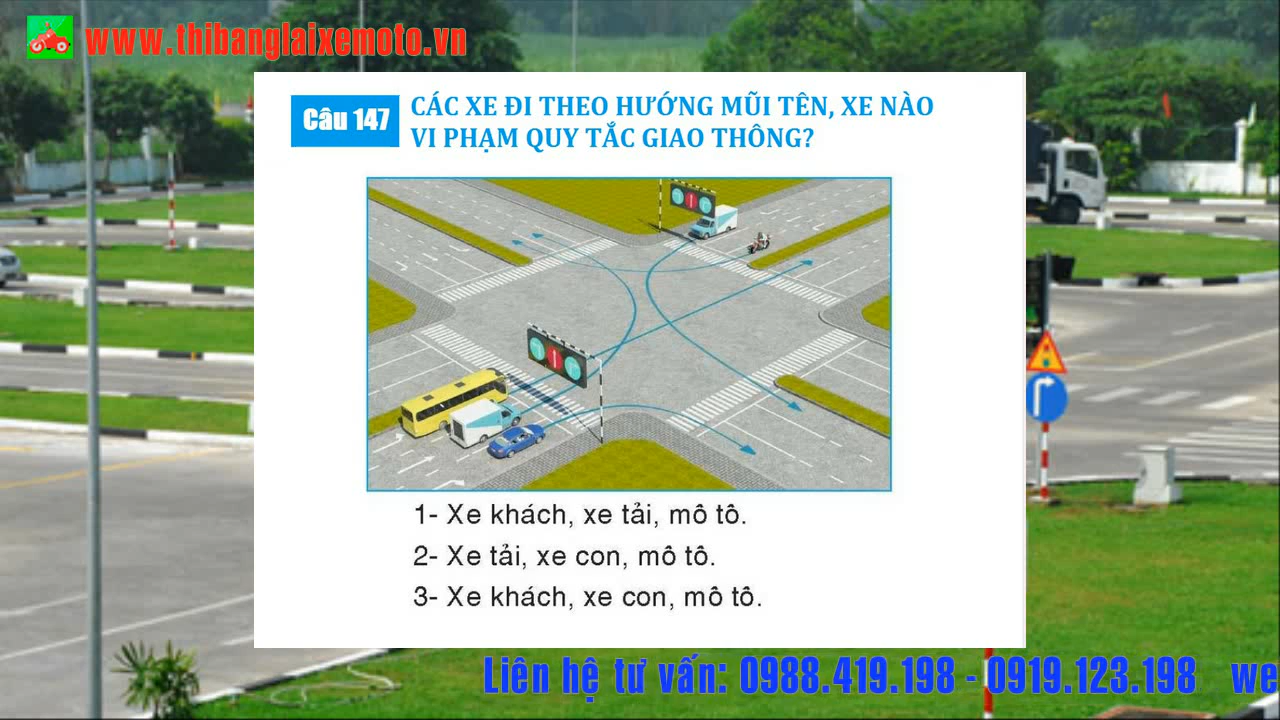 www.thibanglaixemoto.vn
Câu 147
CÁC XE ĐI THEO HƯỚNG MŨI TÊN, XE NÀO
VI PHẠM QUY TẮC GIAO THÔNG?
1- Xe khách, xe tải, mô tô.
2- Xe tải, xe con, mô tô.
3- Xe khách, xe con, mô tô.
Liên hệ tư vấn: 0988.419.198 - 0919.123.198 we